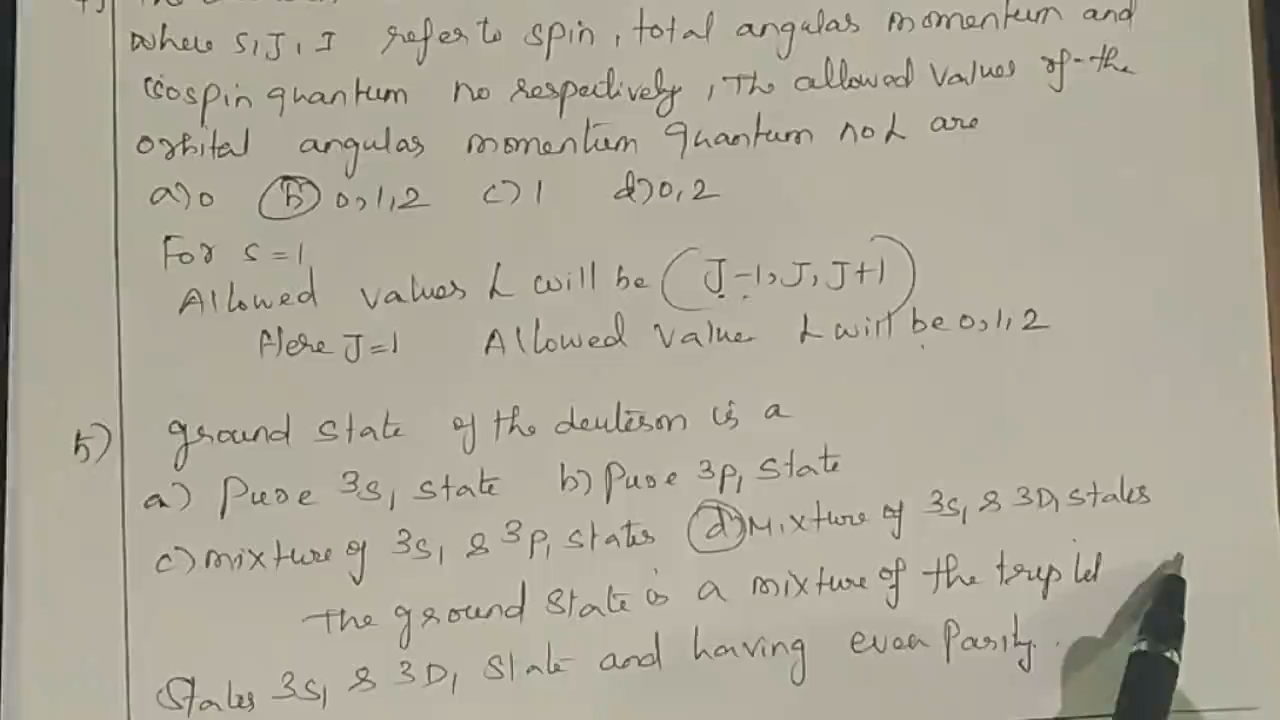 where S, J, I refer to spin, total angular momentum and
isospin quantum no respectively, The allowed values of the
orbital angular momentum quantum no L are
a) 0 (b) 0, 1, 2 c) 1 d) 0, 2
For s = 1
Allowed values L will be (J-1, J, J+1)
Here J=1 Allowed value L will be 0, 1, 2
5) ground state of the deuteron is a
a) Pure 3S1 state b) pure 3P1 state
c) mixture of 3S1 & 3P1 states (d) Mixture of 3S1 & 3D1 states
The ground state is a mixture of the triplet
States 3S1 & 3D1 state and having even Parity.